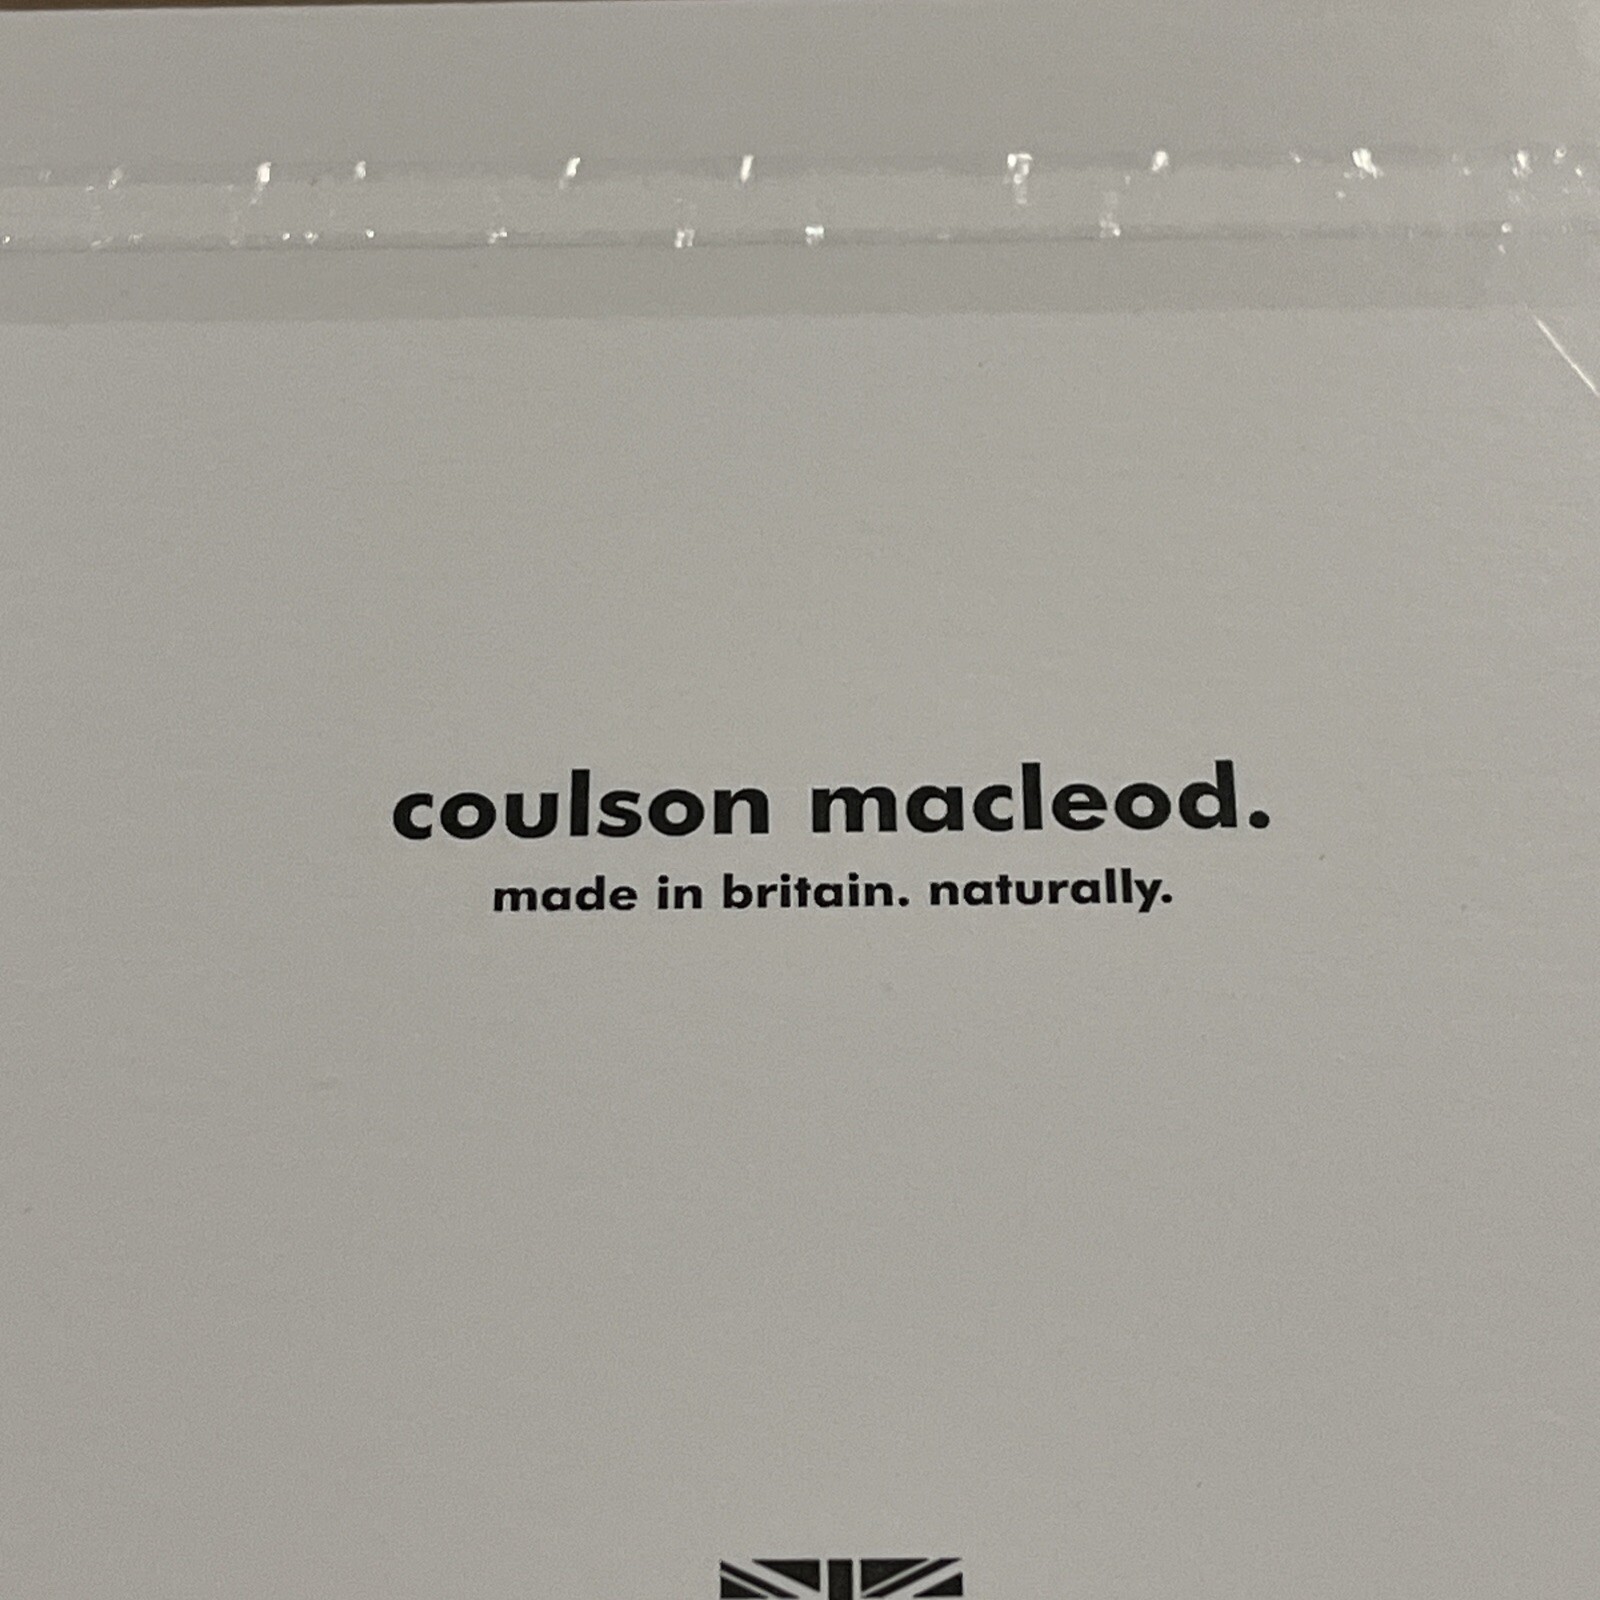 coulson macleod.
made in britain. naturally.